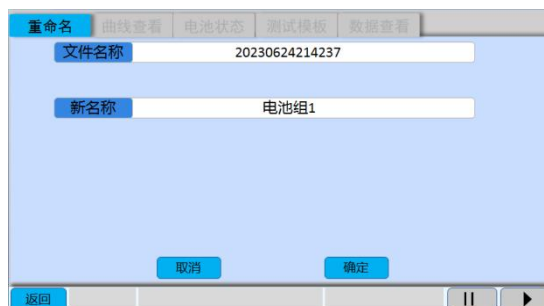 重命名 曲线查看 电池状态 测试模板 数据查看
文件名称 20230624214237
新名称 电池组1
取消 确定
返回